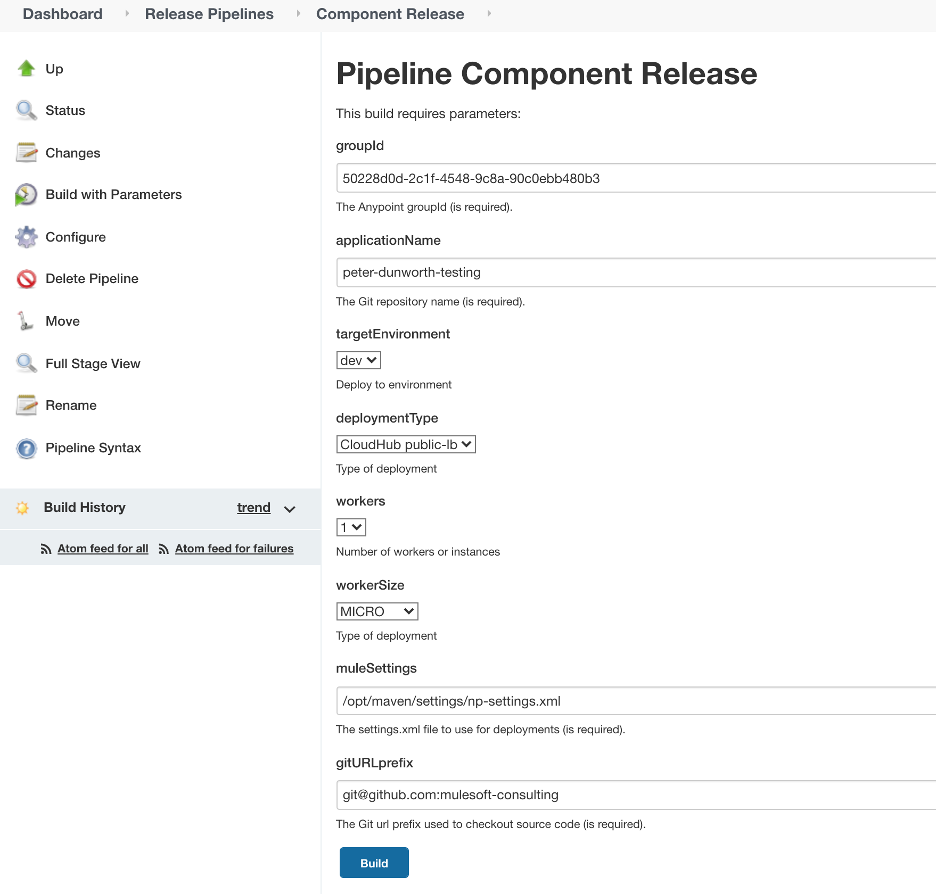 Dashboard Release Pipelines Component Release
Up
Status
Changes
Build with Parameters
Configure
Delete Pipeline
Move
Full Stage View
Rename
Pipeline Syntax
Build History trend
Atom feed for all Atom feed for failures
Pipeline Component Release
This build requires parameters:
groupId
50228d0d-2c1f-4548-9c8a-90c0ebb480b3
The Anypoint groupId (is required).
applicationName
peter-dunworth-testing
The Git repository name (is required).
targetEnvironment
dev
Deploy to environment
deploymentType
CloudHub public-lb
Type of deployment
workers
1
Number of workers or instances
workerSize
MICRO
Type of deployment
muleSettings
/opt/maven/settings/np-settings.xml
The settings.xml file to use for deployments (is required).
gitURLprefix
git@github.com:mulesoft-consulting
The Git url prefix used to checkout source code (is required).
Build